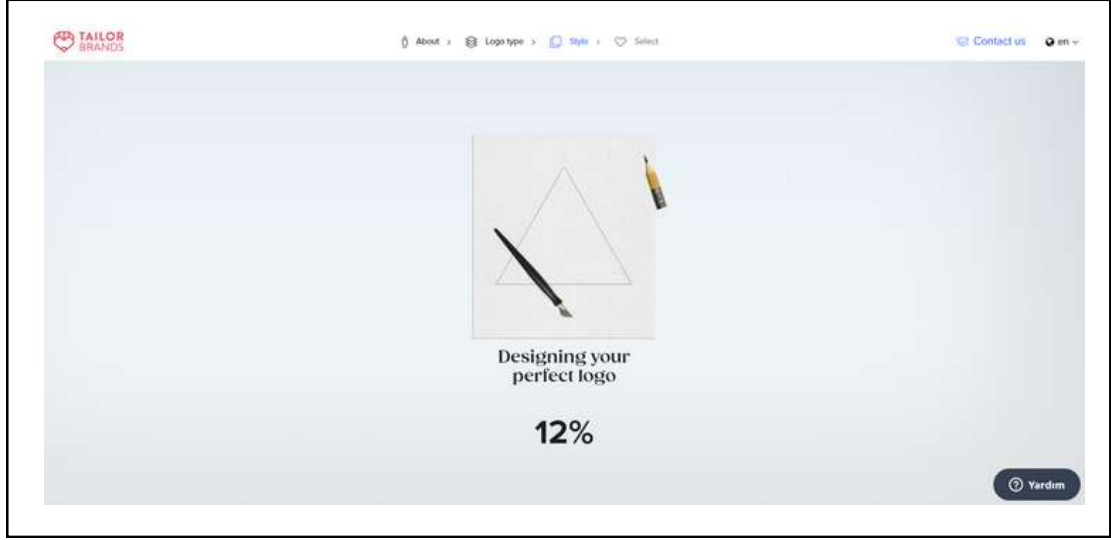 TAILOR
BRANDS
About > Logo type > Style > Select
Contact us
en
Designing your
perfect logo
12%
Yardım